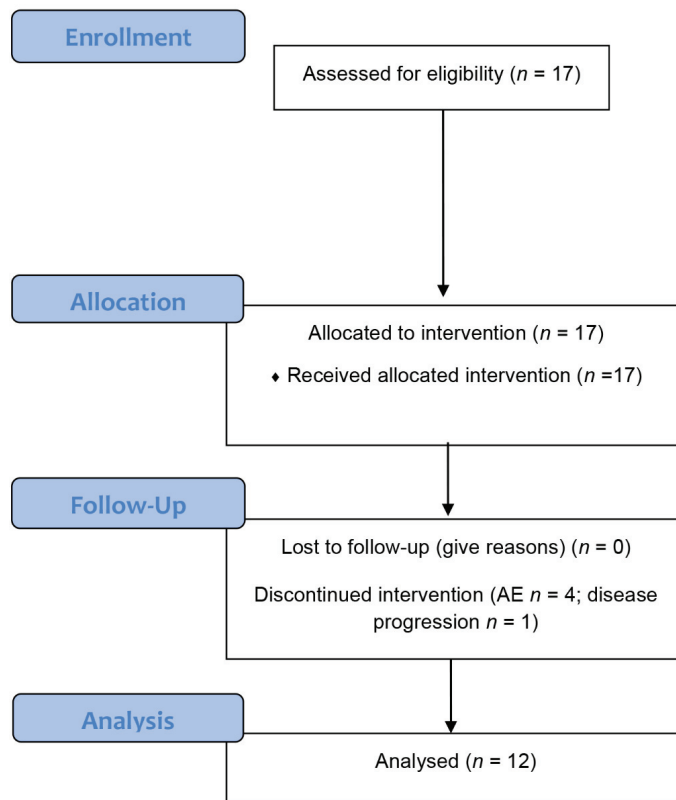 Enrollment
Assessed for eligibility (n = 17)
Allocation
Allocated to intervention (n = 17)
♦ Received allocated intervention (n =17)
Follow-Up
Lost to follow-up (give reasons) (n = 0)
Discontinued intervention (AE n = 4; disease
progression n = 1)
Analysis
Analysed (n = 12)